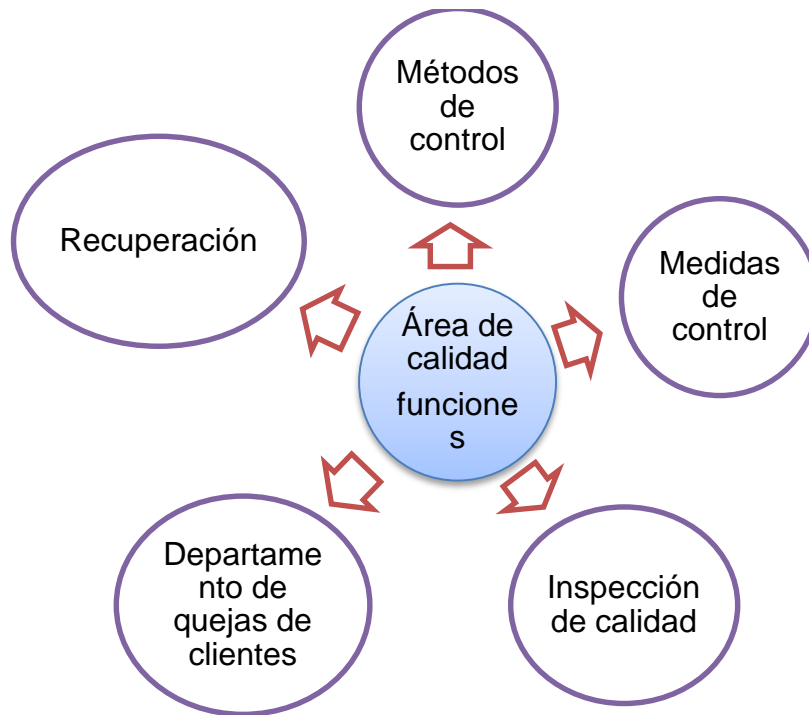 Métodos
de
control
Recuperación
Medidas
de
control
Área de
calidad
funcione
s
Departame
nto de
quejas de
clientes
Inspección
de calidad